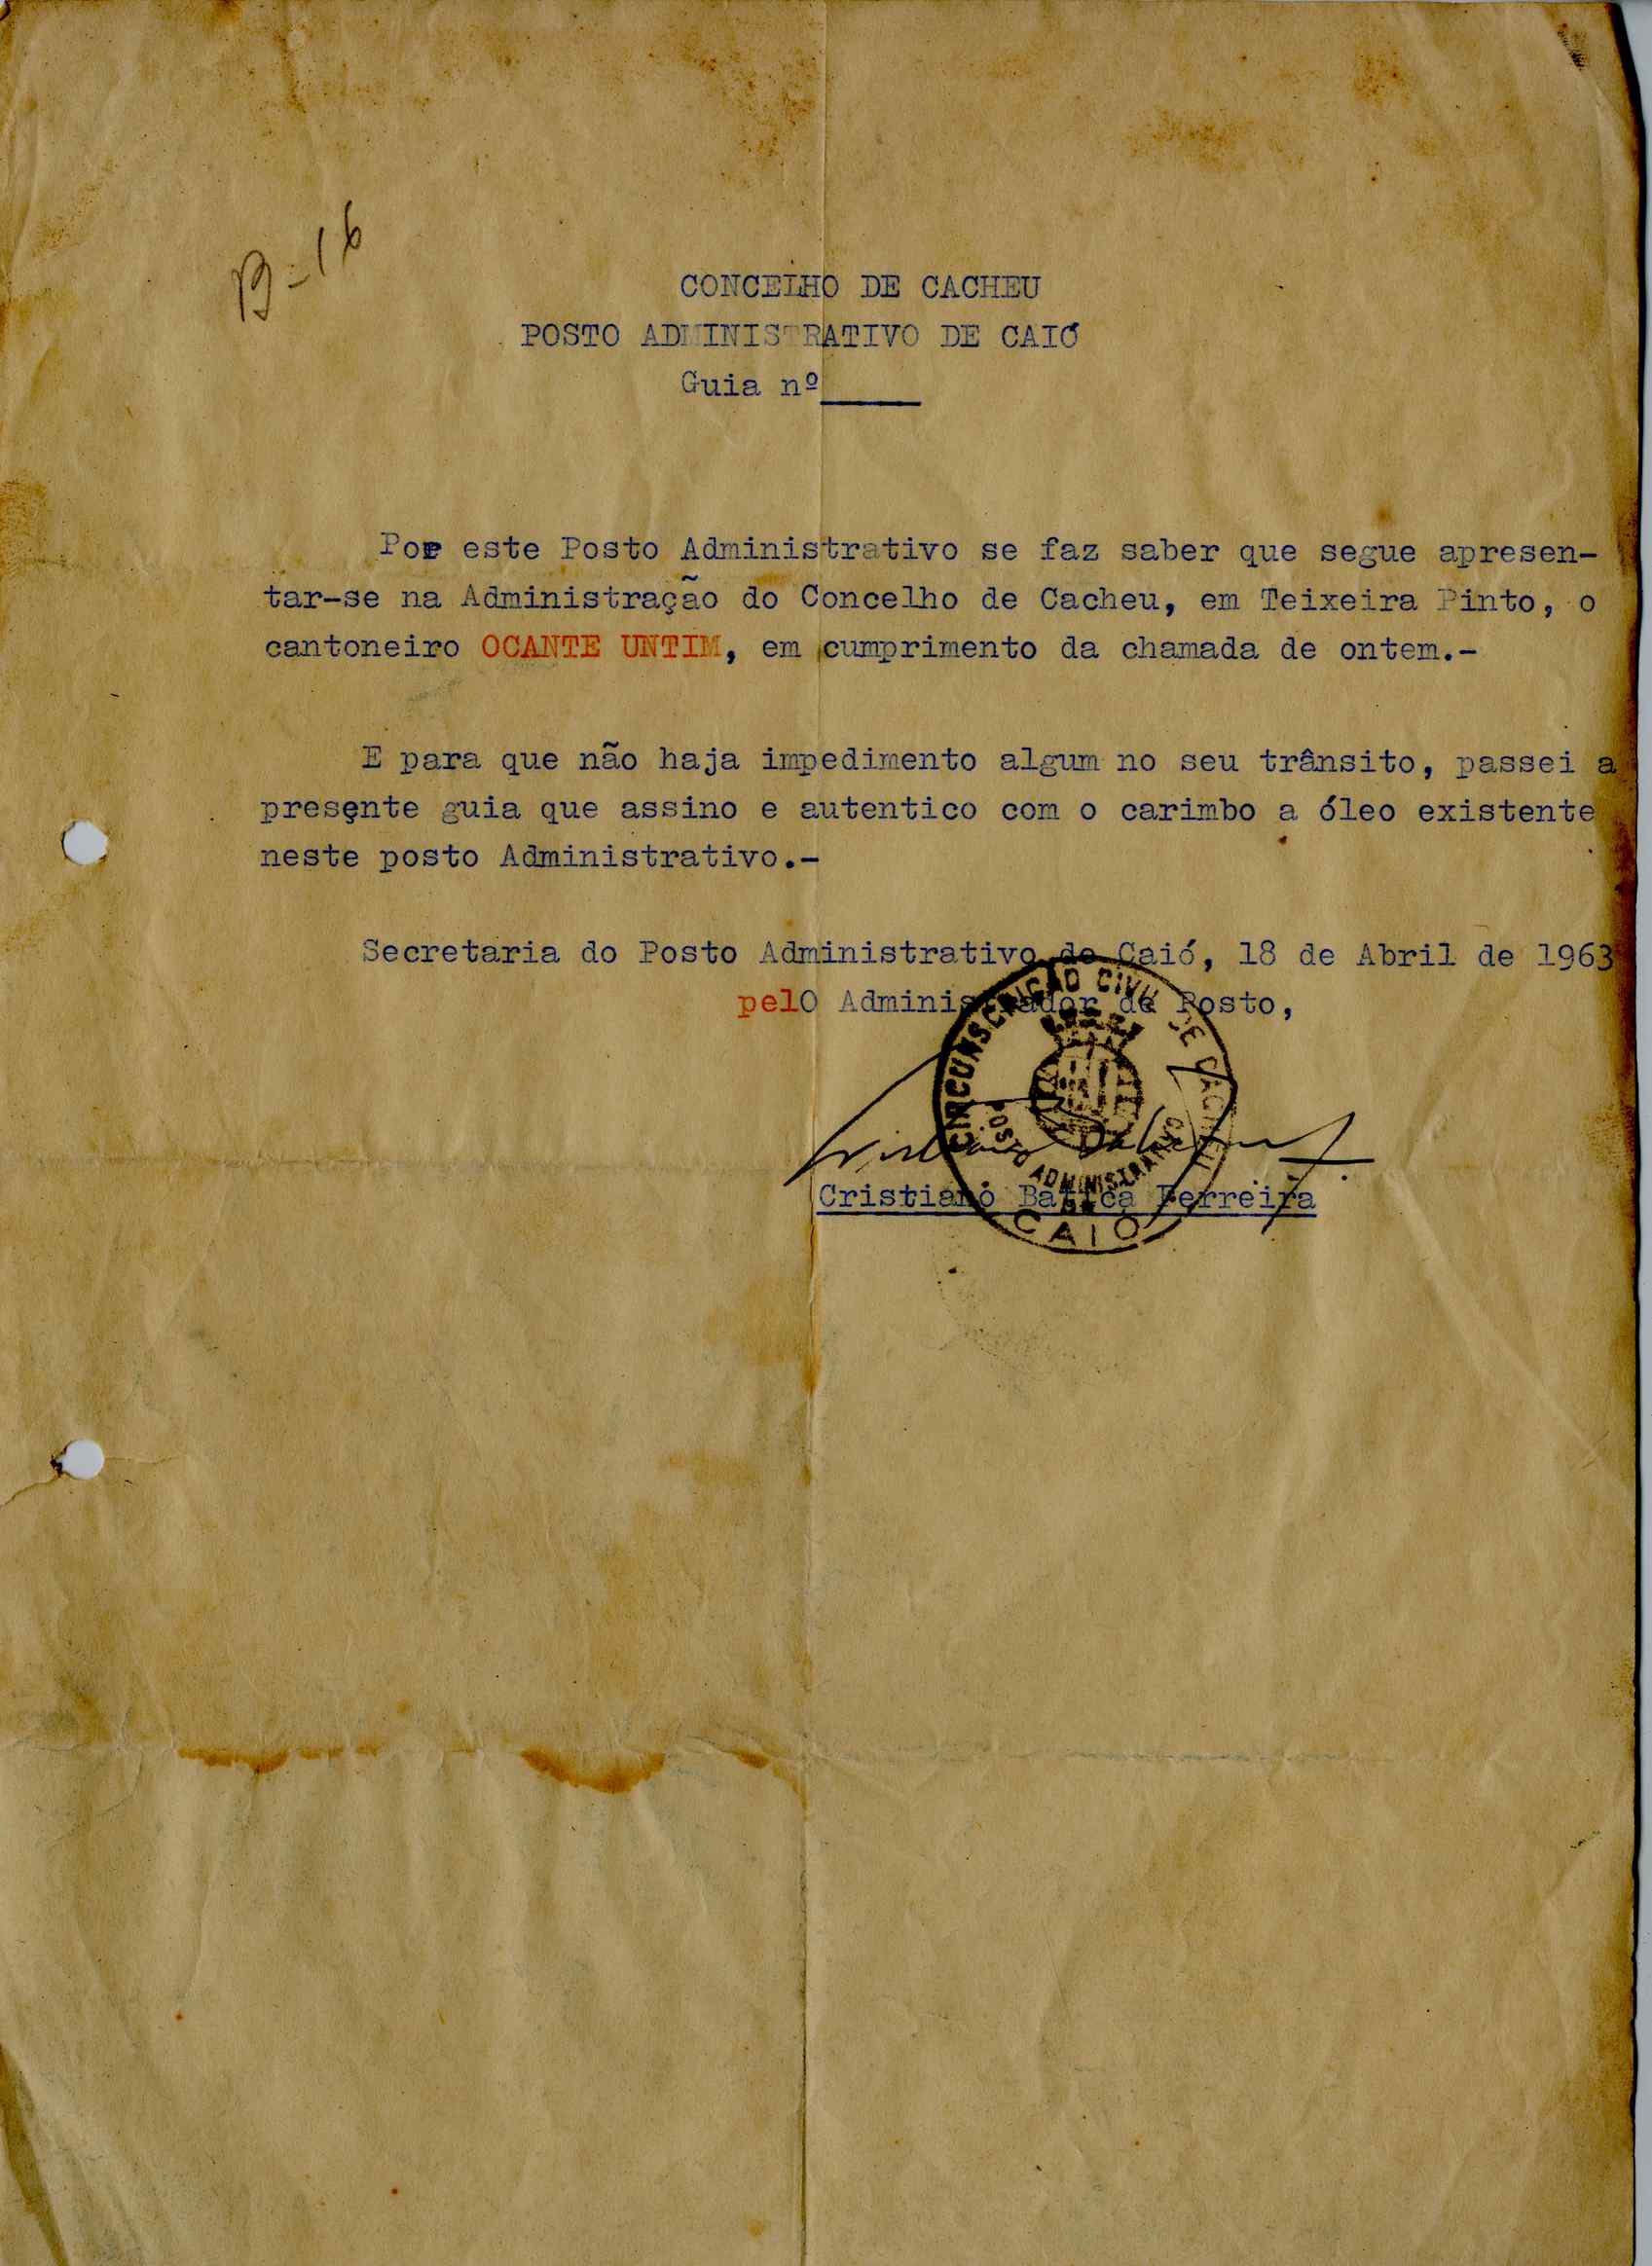 B-16
CONCELHO DE CACHEU
POSTO ADMINISTRATIVO DE CAIÓ
Guia nº____
Por este Posto Administrativo se faz saber que segue apresen-
tar-se na Administração do Concelho de Cacheu, em Teixeira Pinto, o
cantoneiro OCANTE UNTIM, em cumprimento da chamada de ontem.-
E para que não haja impedimento algum no seu trânsito, passei a
presente guia que assino e autentico com o carimbo a óleo existente
neste posto Administrativo.-
Secretaria do Posto Administrativo de Caió, 18 de Abril de 1963
pelO Administrador de Posto,
CIRCUNSCRIÇÃO CIVIL DE CACHEU
POSTO ADMINISTRATIVO
Cristiano Ferreira
CAIÓ